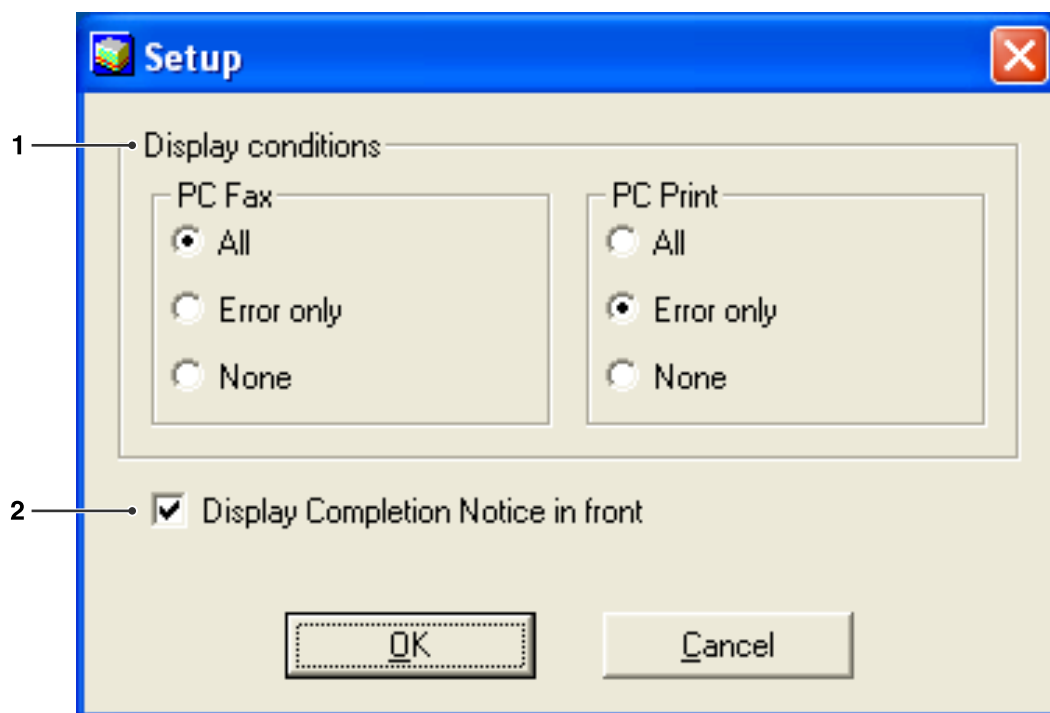 Setup
1
Display conditions
PC Fax
All
Error only
None
PC Print
All
Error only
None
2
Display Completion Notice in front
OK
Cancel